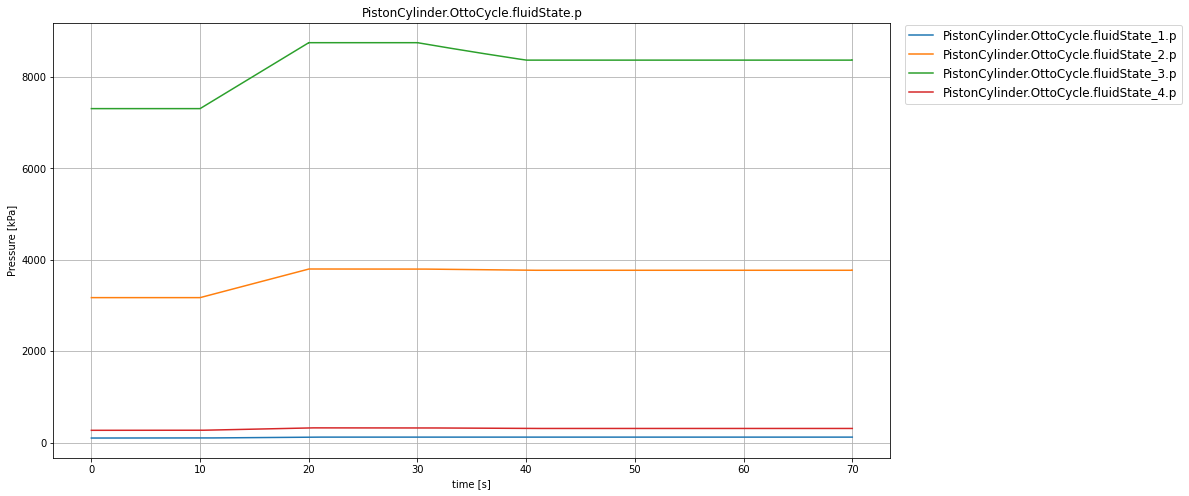 PistonCylinder.OttoCycle.fluidState.p
PistonCylinder.OttoCycle.fluidState_1.p
PistonCylinder.OttoCycle.fluidState_2.p
PistonCylinder.OttoCycle.fluidState_3.p
PistonCylinder.OttoCycle.fluidState_4.p
Pressure [kPa]
8000
6000
4000
2000
0
0 10 20 30 40 50 60 70
time [s]